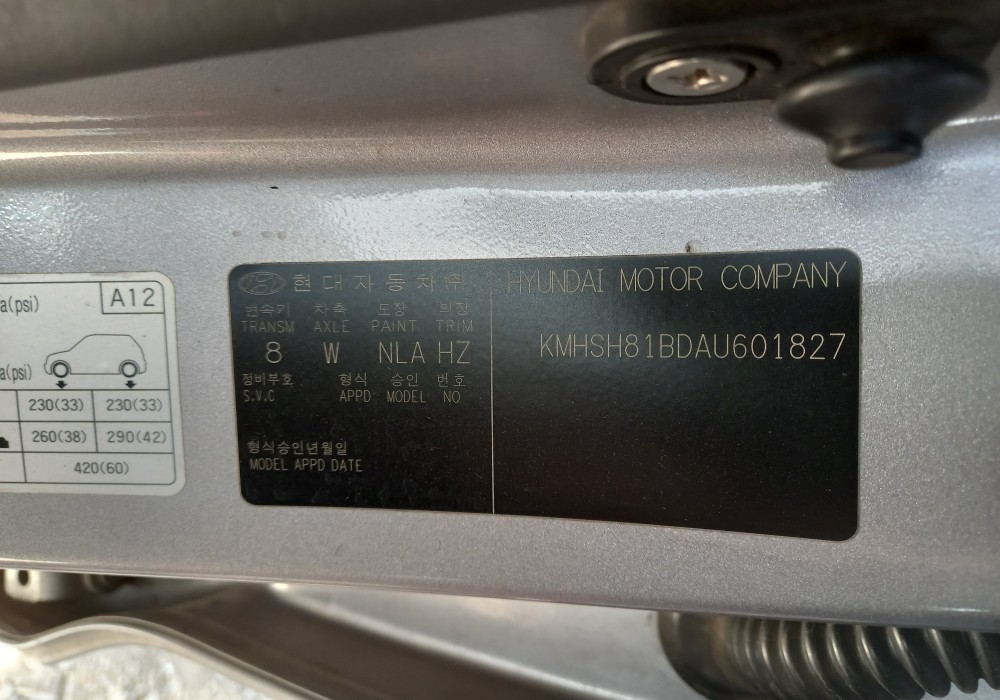 a(psi) A12
a(psi)
230(33) 230(33)
260(38) 290(42)
420(60)
현대자동차㈜ HYUNDAI MOTOR COMPANY
변속기 차축 도장 의장
TRANSM AXLE PAINT TRIM
8 W NLA HZ KMHSH81BDAU601827
정비부호 형식 승인 번호
S.V.C APPD MODEL NO
형식승인년월일
MODEL APPD DATE